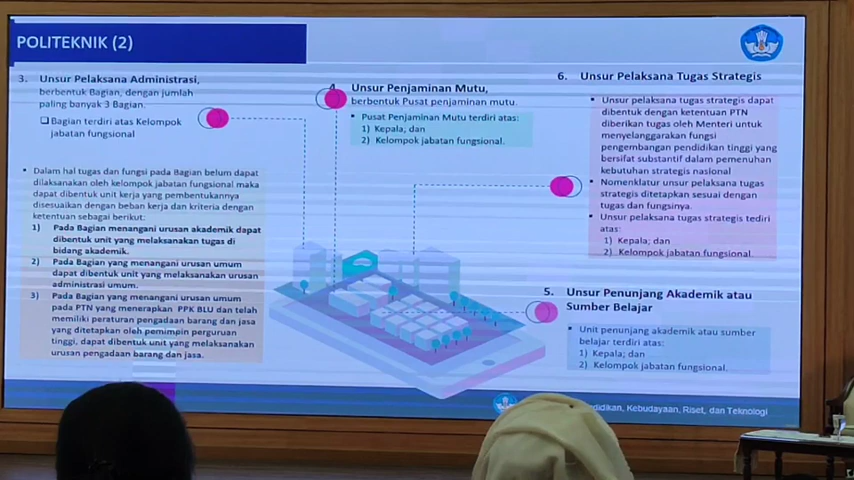 POLITEKNIK (2)
3. Unsur Pelaksana Administrasi,
berbentuk Bagian, dengan jumlah
paling banyak 3 Bagian.
❑ Bagian terdiri atas Kelompok
jabatan fungsional
• Dalam hal tugas dan fungsi pada Bagian belum dapat
dilaksanakan oleh kelompok jabatan fungsional maka
dapat dibentuk unit kerja yang pembentukannya
disesuaikan dengan beban kerja dan kriteria dengan
ketentuan sebagai berikut:
1) Pada Bagian menangani urusan akademik dapat
dibentuk unit yang melaksanakan tugas di
bidang akademik.
2) Pada Bagian yang menangani urusan umum
dapat dibentuk unit yang melaksanakan urusan
administrasi umum.
3) Pada Bagian yang menangani urusan umum
pada PTN yang menerapkan PPK BLU dan telah
memiliki peraturan pengadaan barang dan jasa
yang ditetapkan oleh pemimpin perguruan
tinggi, dapat dibentuk unit yang melaksanakan
urusan pengadaan barang dan jasa.
4. Unsur Penjaminan Mutu,
berbentuk Pusat penjaminan mutu.
• Pusat Penjaminan Mutu terdiri atas:
1) Kepala; dan
2) Kelompok jabatan fungsional.
6. Unsur Pelaksana Tugas Strategis
• Unsur pelaksana tugas strategis dapat
dibentuk dengan ketentuan PTN
diberikan tugas oleh Menteri untuk
menyelanggarakan fungsi
pengembangan pendidikan tinggi yang
bersifat substantif dalam pemenuhan
kebutuhan strategis nasional
• Nomenklatur unsur pelaksana tugas
strategis ditetapkan sesuai dengan
tugas dan fungsinya.
• Unsur pelaksana tugas strategis tediri
atas:
1) Kepala; dan
2) Kelompok jabatan fungsional.
5. Unsur Penunjang Akademik atau
Sumber Belajar
• Unit penunjang akademik atau sumber
belajar terdiri atas:
1) Kepala; dan
2) Kelompok jabatan fungsional.
didikan, Kebudayaan, Riset, dan Teknologi